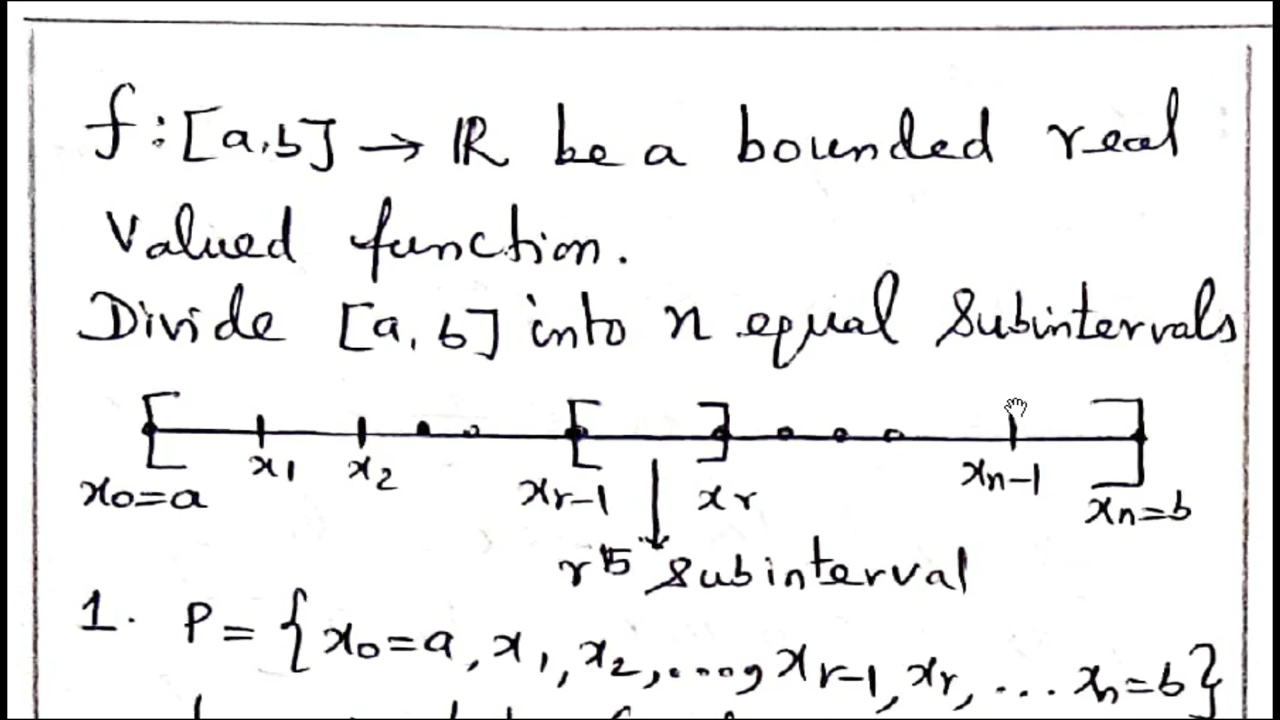 f:[a,b] → ℝ be a bounded real
Valued function.
Divide [a,b] into n equal Subintervals
x₁ x₂
x₀=a xᵣ₋₁ xᵣ xₙ₋₁ xₙ=b
rth Subinterval
1. P = {x₀=a, x₁, x₂, ..., xᵣ₋₁, xᵣ, ... xₙ=b}